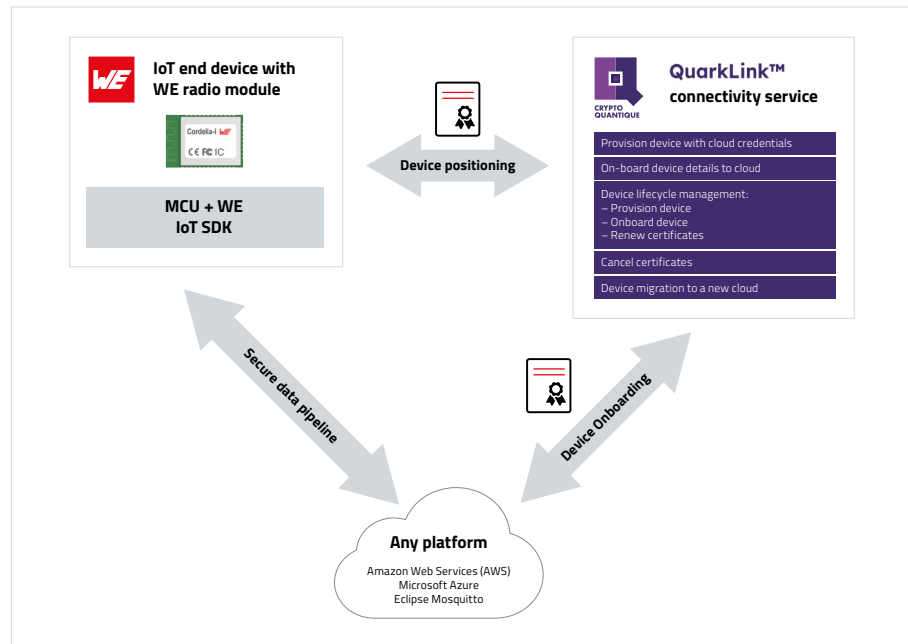 WE
IoT end device with
WE radio module
Cordelia-I WE
CE FC IC
MCU + WE
IoT SDK
Device positioning
CRYPTO
QUANTIQUE
QuarkLink™
connectivity service
Provision device with cloud credentials
On-board device details to cloud
Device lifecycle management:
– Provision device
– Onboard device
– Renew certificates
Cancel certificates
Device migration to a new cloud
Secure data pipeline
Device Onboarding
Any platform
Amazon Web Services (AWS)
Microsoft Azure
Eclipse Mosquitto